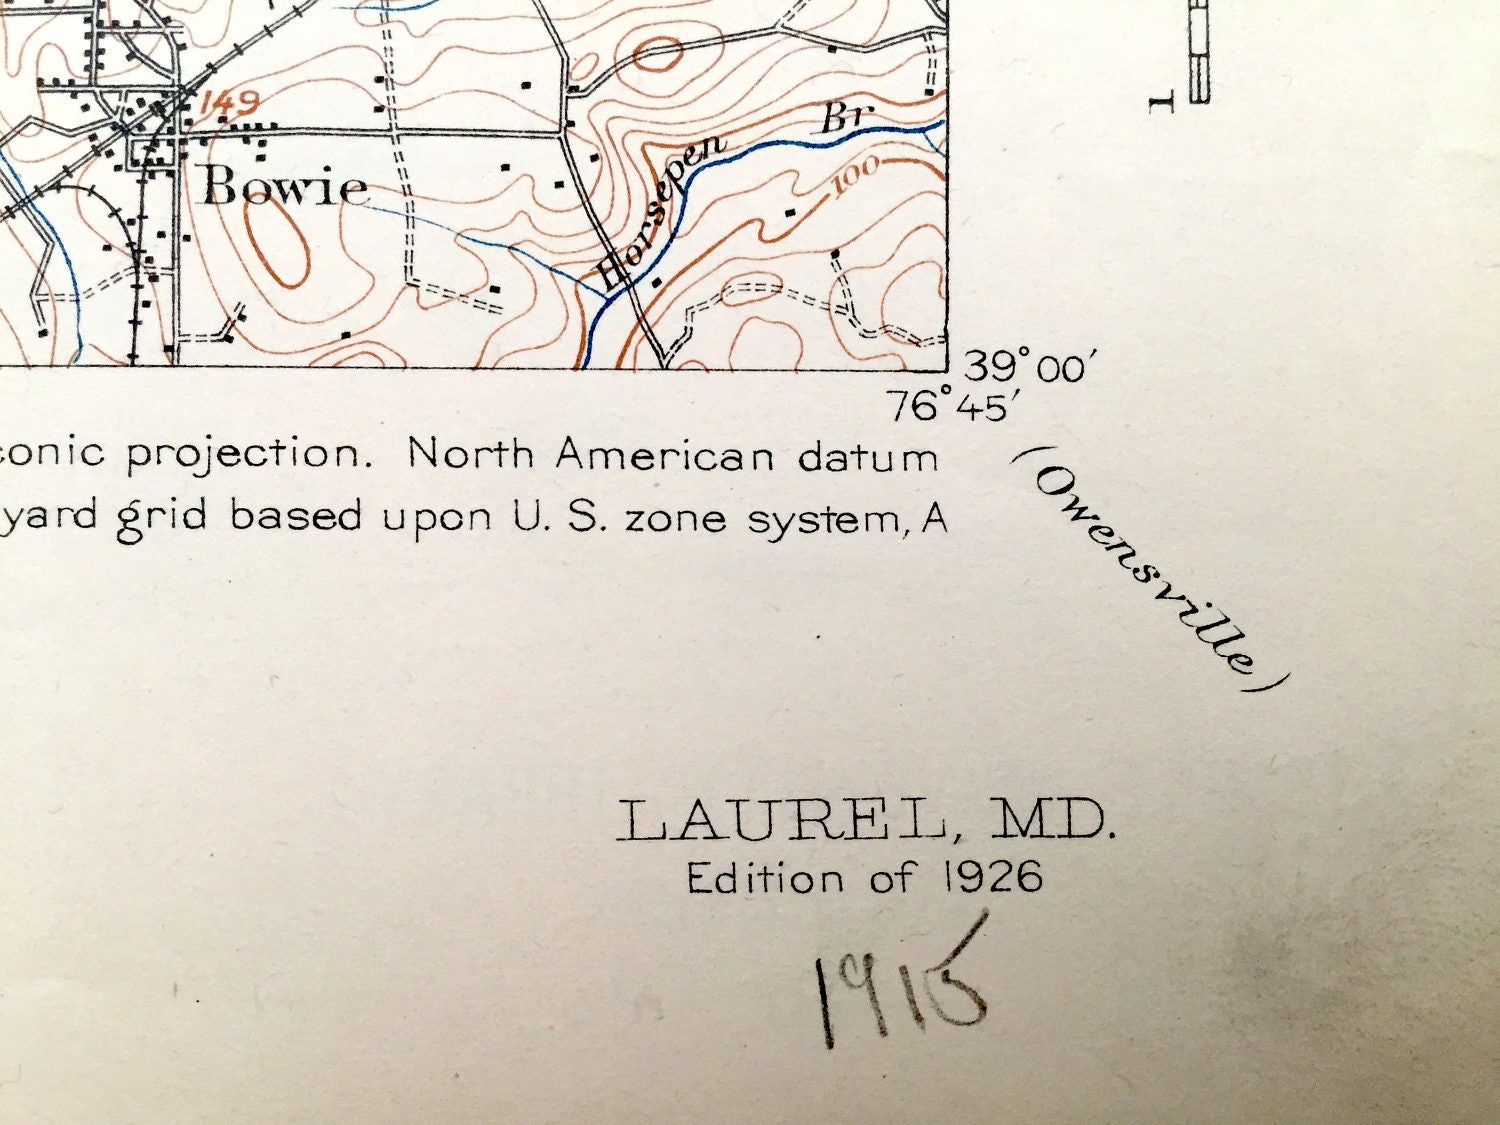 149
Bowie
Horsepen Br
100
1
39°00′
76°45′
conic projection. North American datum
yard grid based upon U. S. zone system, A
(Owensville)
LAUREL, MD.
Edition of 1926
1915